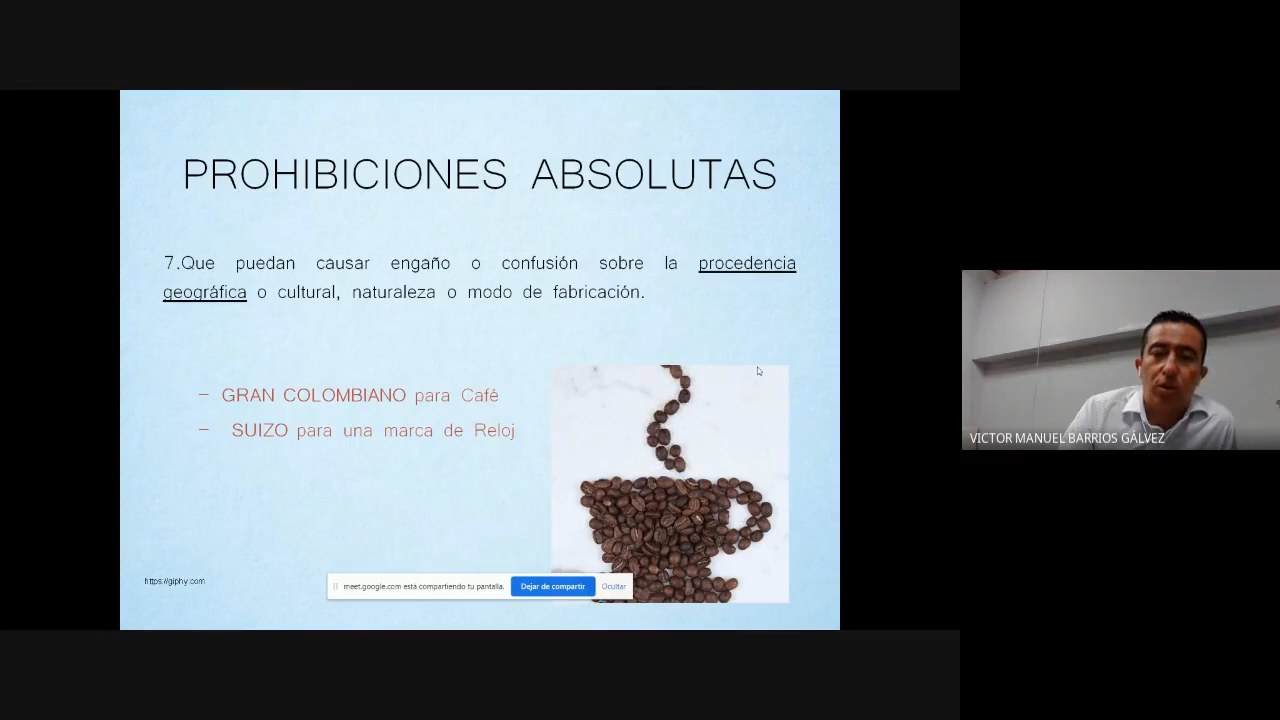 PROHIBICIONES ABSOLUTAS
7.Que puedan causar engaño o confusión sobre la procedencia
geográfica o cultural, naturaleza o modo de fabricación.
– GRAN COLOMBIANO para Café
– SUIZO para una marca de Reloj
https://giphy.com
meet.google.com está compartiendo tu pantalla. Dejar de compartir Ocultar
VICTOR MANUEL BARRIOS GÁLVEZ